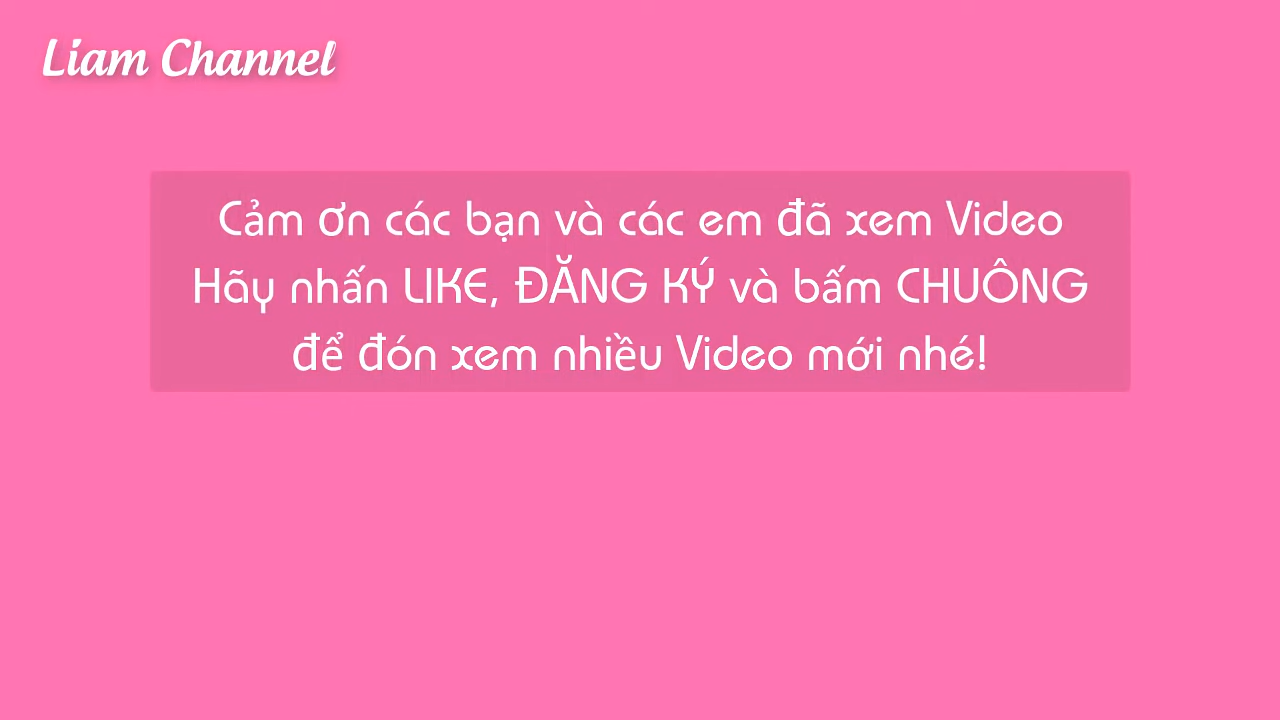 Liam Channel
Cảm ơn các bạn và các em đã xem Video
Hãy nhấn LIKE, ĐĂNG KÝ và bấm CHUÔNG
để đón xem nhiều Video mới nhé!